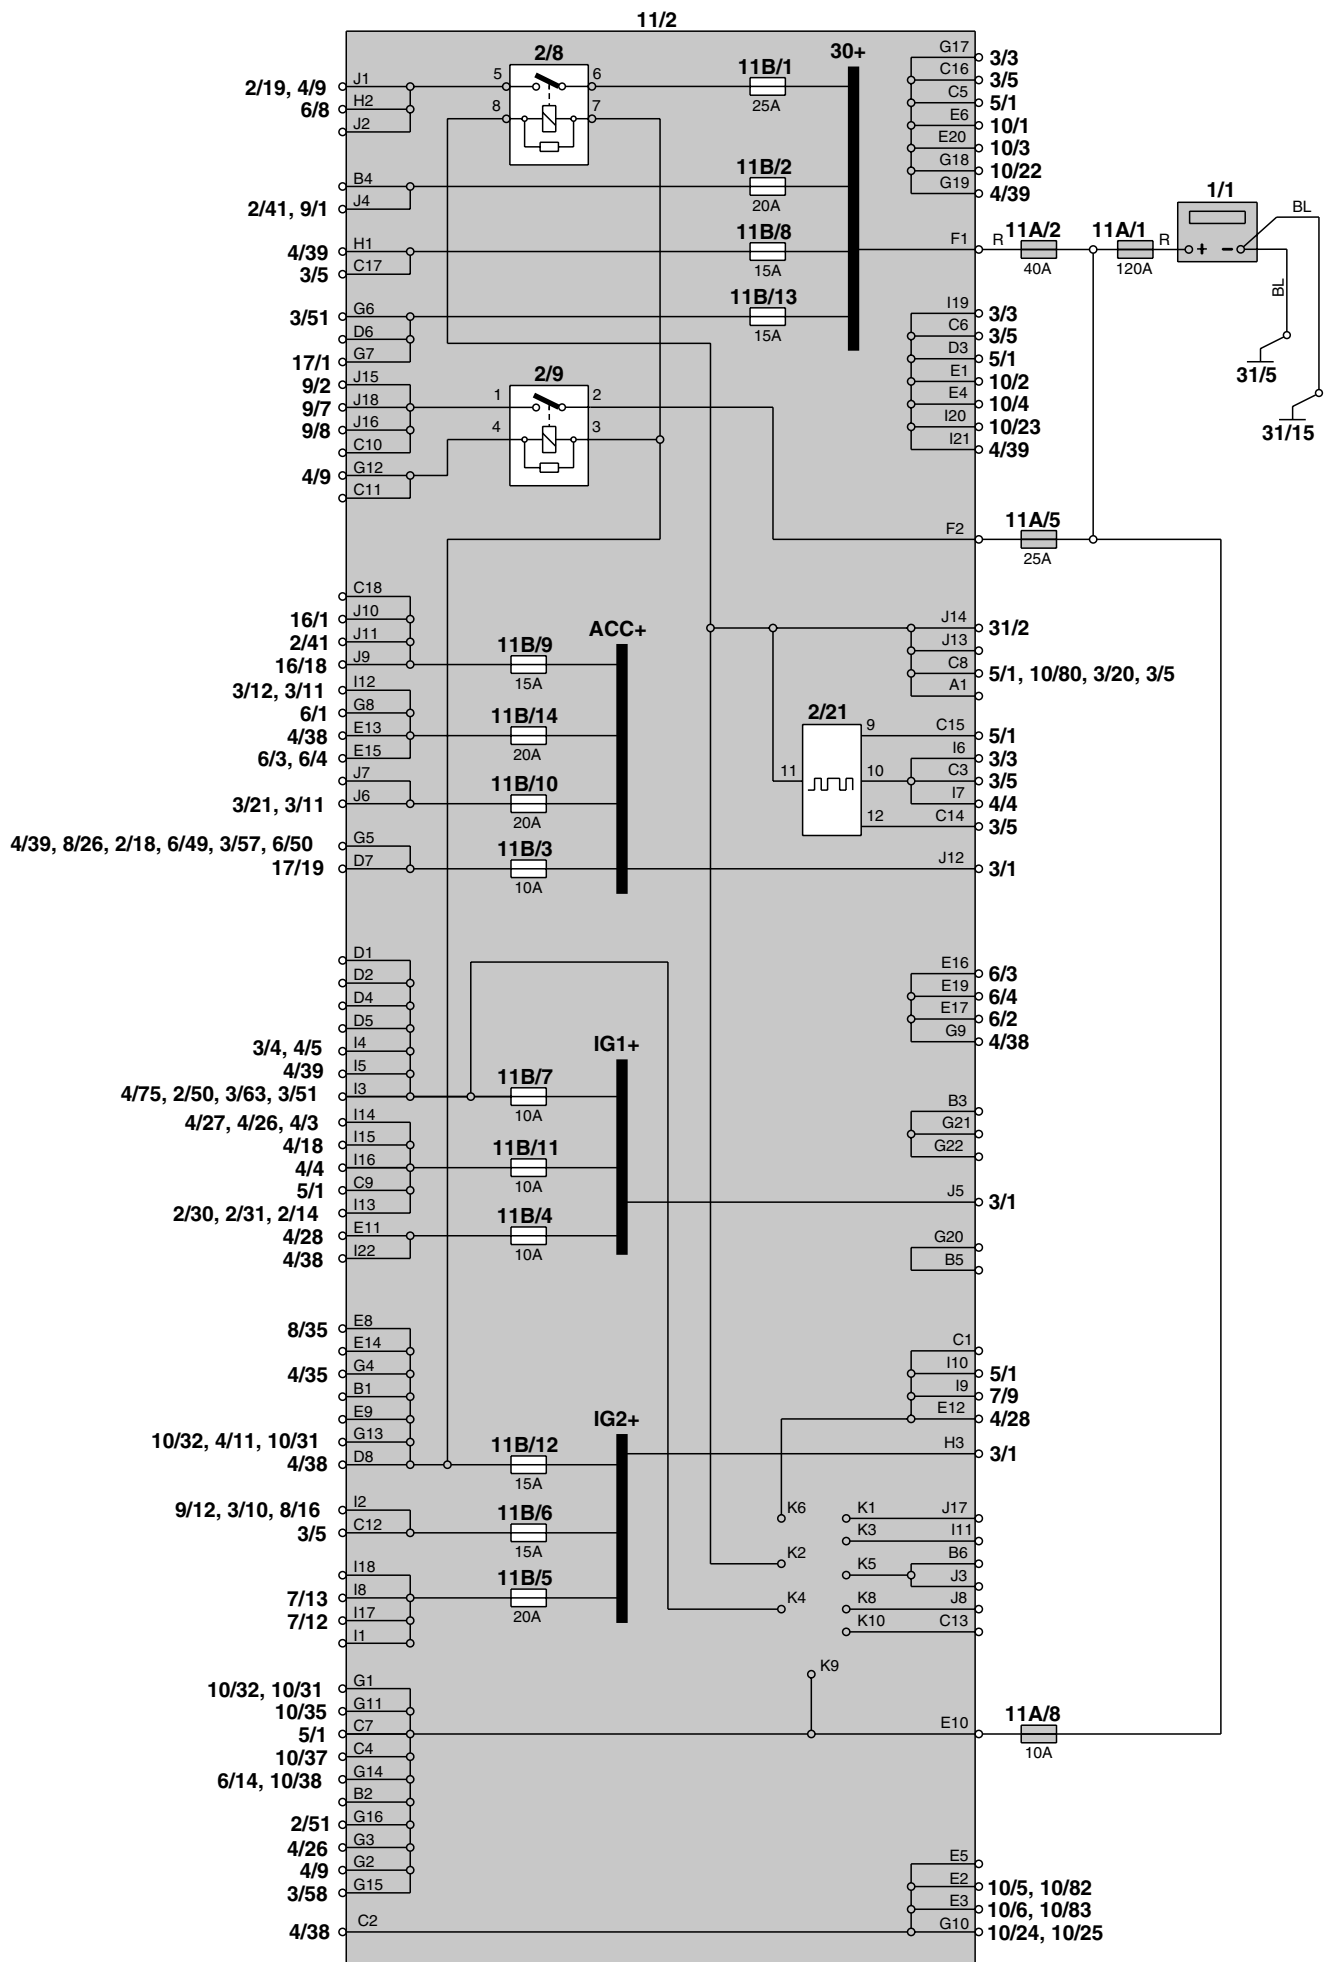 11/2
2/8
30+
5
6
8
7
2/19, 4/9 J1
6/8 H2
J2
11B/1
25A
B4
2/41, 9/1 J4
11B/2
20A
4/39 H1
3/5 C17
11B/8
15A
3/51 G6
D6
17/1 G7
11B/13
15A
9/2 J15
9/7 J18
9/8 J16
C10
4/9 G12
C11
2/9
1
2
4
3
G17 3/3
C16 3/5
C5 5/1
E6 10/1
E20 10/3
G18 10/22
G19 4/39
F1 R
11A/2
40A
11A/1
120A
R
1/1
+ −
BL
BL
31/5
31/15
I19 3/3
C6 3/5
D3 5/1
E1 10/2
E4 10/4
I20 10/23
I21 4/39
F2
11A/5
25A
C18
16/1 J10
2/41 J11
16/18 J9
11B/9
15A
ACC+
3/12, 3/11 I12
6/1 G8
4/38 E13
6/3, 6/4 E15
11B/14
20A
J7
3/21, 3/11 J6
11B/10
20A
4/39, 8/26, 2/18, 6/49, 3/57, 6/50 G5
17/19 D7
11B/3
10A
J14 31/2
J13
C8 5/1, 10/80, 3/20, 3/5
A1
2/21
11
9
10
12
C15 5/1
I6 3/3
C3 3/5
I7 4/4
C14 3/5
J12 3/1
D1
D2
D4
D5
3/4, 4/5 I4
4/39 I5
4/75, 2/50, 3/63, 3/51 I3
11B/7
10A
IG1+
4/27, 4/26, 4/3 I14
4/18 I15
4/4 I16
5/1 C9
2/30, 2/31, 2/14 I13
11B/11
10A
4/28 E11
4/38 I22
11B/4
10A
E16 6/3
E19 6/4
E17 6/2
G9 4/38
B3
G21
G22
J5 3/1
G20
B5
8/35 E8
E14
4/35 G4
B1
E9
10/32, 4/11, 10/31 G13
4/38 D8
11B/12
15A
IG2+
9/12, 3/10, 8/16 I2
3/5 C12
11B/6
15A
I18
7/13 I8
7/12 I17
I1
11B/5
20A
C1
I10 5/1
I9 7/9
E12 4/28
H3 3/1
K6
K2
K4
K1 J17
K3 I11
K5 B6
J3
K8 J8
K10 C13
K9
10/32, 10/31 G1
10/35 G11
5/1 C7
10/37 C4
6/14, 10/38 G14
B2
2/51 G16
4/26 G3
4/9 G2
3/58 G15
4/38 C2
E10
11A/8
10A
E5
E2 10/5, 10/82
E3 10/6, 10/83
G10 10/24, 10/25